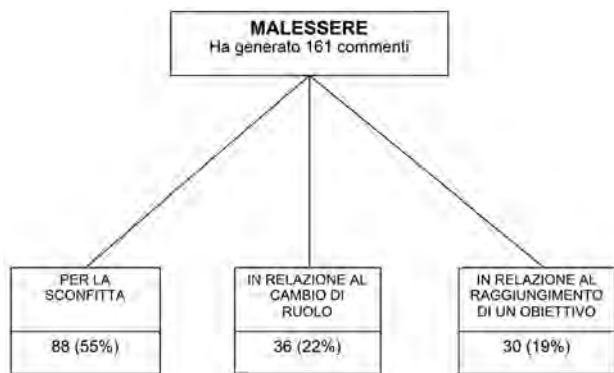 MALESSERE
Ha generato 161 commenti
PER LA
SCONFITTA
88 (55%)
IN RELAZIONE AL
CAMBIO DI
RUOLO
36 (22%)
IN RELAZIONE AL
RAGGIUNGIMENTO
DI UN OBIETTIVO
30 (19%)